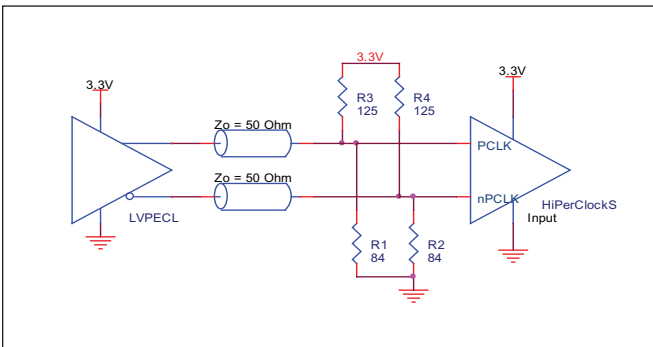 3.3V
3.3V
3.3V
R3
125
R4
125
Zo = 50 Ohm
PCLK
Zo = 50 Ohm
nPCLK
HiPerClockS
Input
LVPECL
R1
84
R2
84